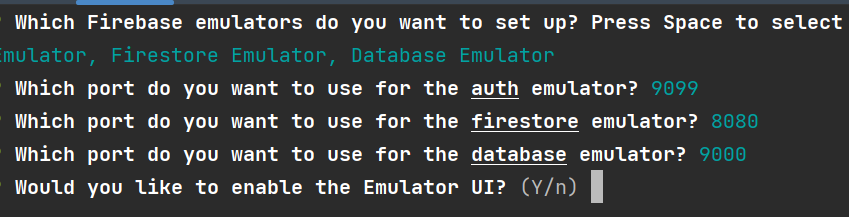 Which Firebase emulators do you want to set up? Press Space to select
Emulator, Firestore Emulator, Database Emulator
Which port do you want to use for the auth emulator? 9099
Which port do you want to use for the firestore emulator? 8080
Which port do you want to use for the database emulator? 9000
Would you like to enable the Emulator UI? (Y/n)